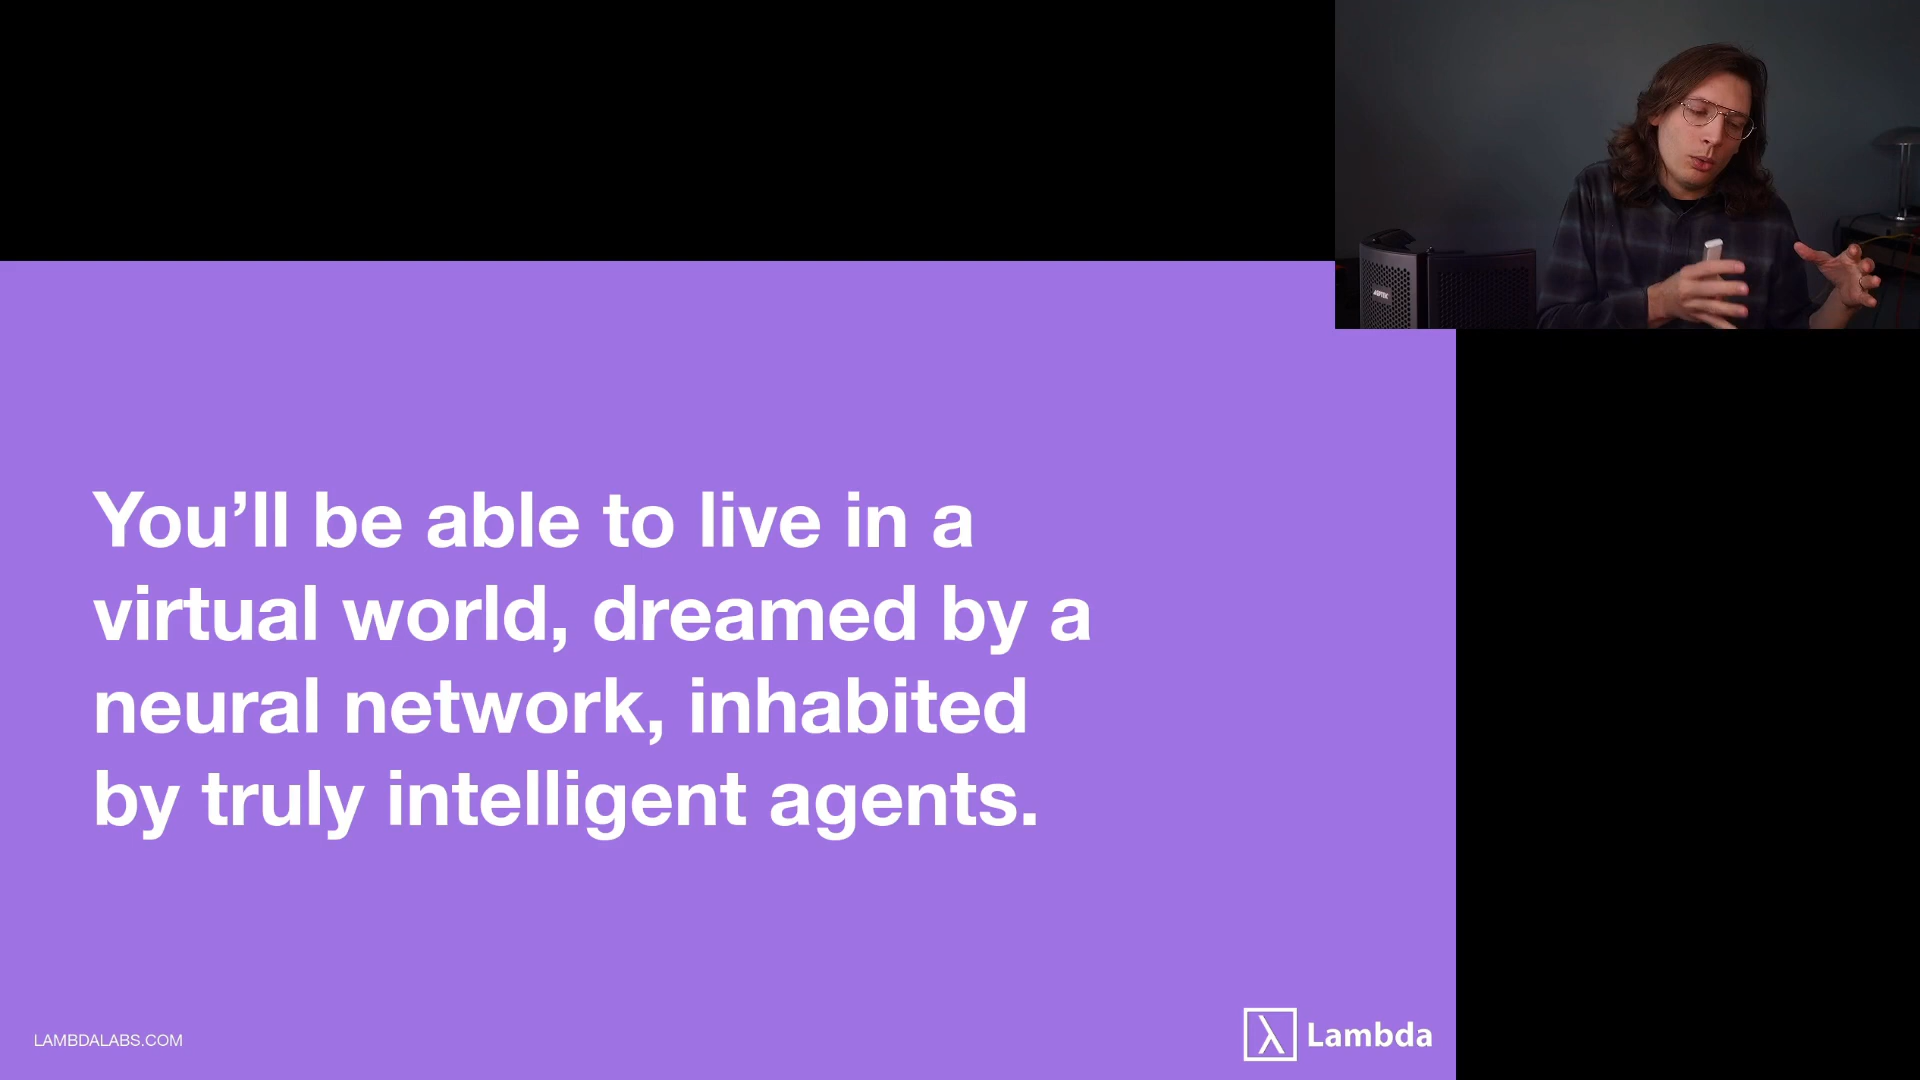 You’ll be able to live in a
virtual world, dreamed by a
neural network, inhabited
by truly intelligent agents.
LAMBDALABS.COM
Lambda